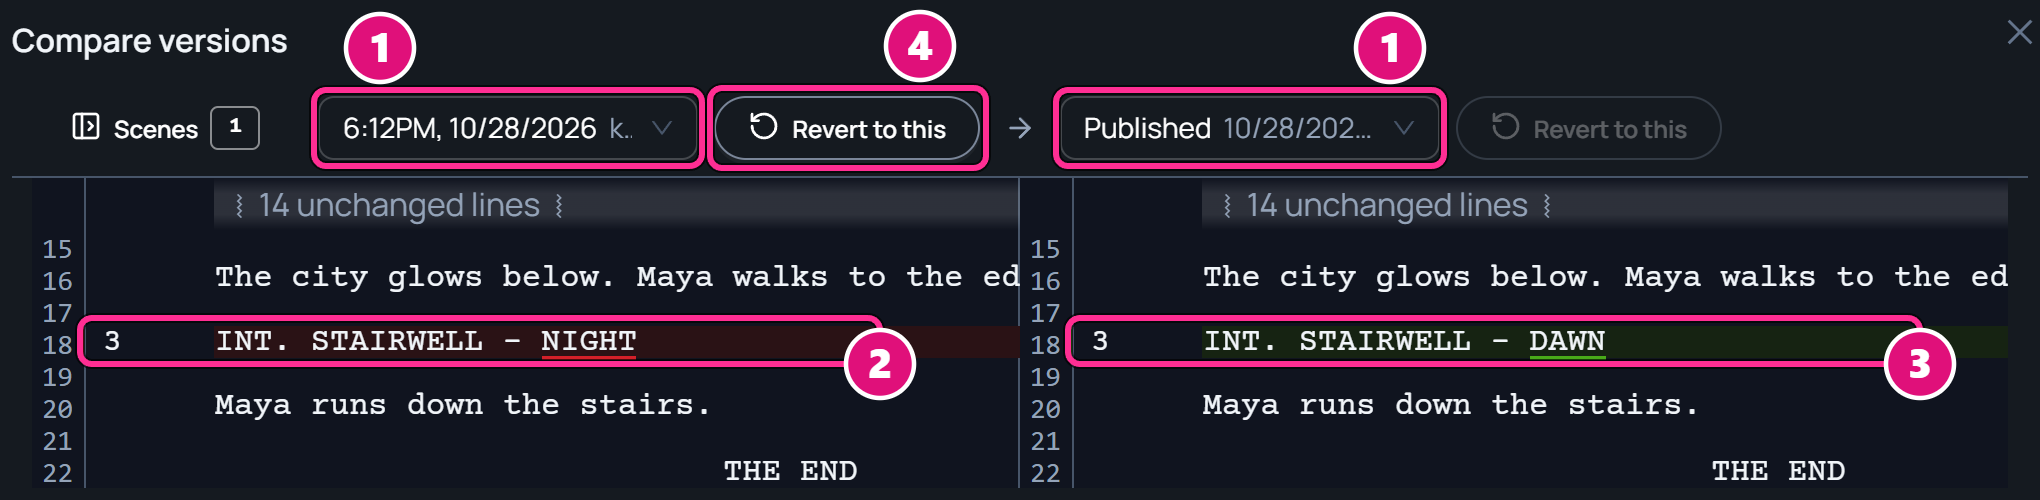 Compare versions
1
4
1
Scenes 1
6:12PM, 10/28/2026 k..
Revert to this
Published 10/28/202...
Revert to this
14 unchanged lines
15
16 The city glows below. Maya walks to the ed
17
18 3 INT. STAIRWELL - NIGHT
2
19
20 Maya runs down the stairs.
21
22 THE END
14 unchanged lines
15
16 The city glows below. Maya walks to the ed
17
18 3 INT. STAIRWELL - DAWN
3
19
20 Maya runs down the stairs.
21
22 THE END